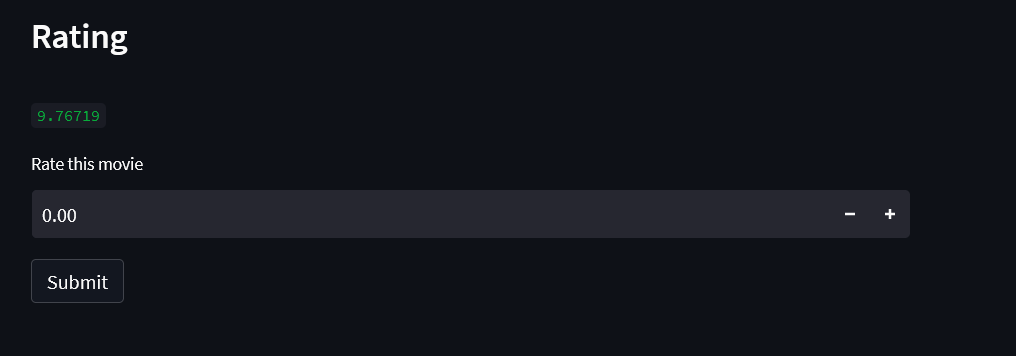 Rating
9.76719
Rate this movie
0.00 − +
Submit